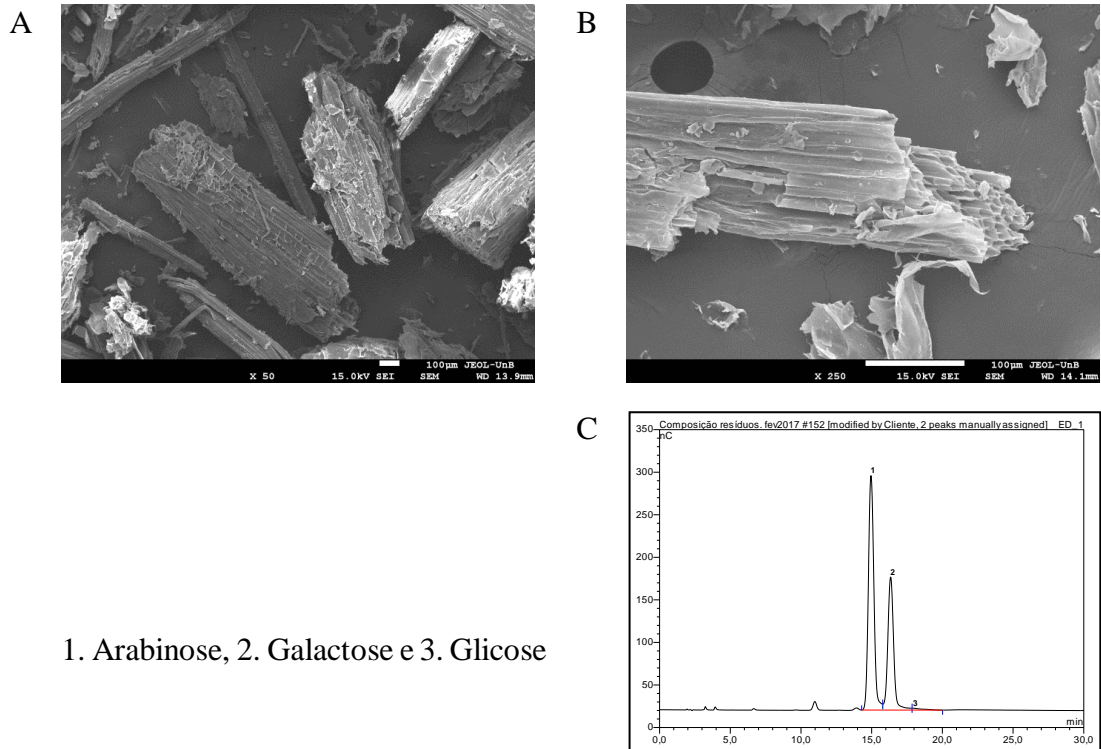 A
100µm JEOL-UnB
X 50 15.0kV SEI SEM WD 13.9mm
B
100µm JEOL-UnB
X 250 15.0kV SEI SEM WD 14.1mm
C
Composição resíduos. fev2017 #152 [modified by Cliente, 2 peaks manually assigned] ED_1
nC
350
300
250
200
150
100
50
0
1
2
3
min
0,0 5,0 10,0 15,0 20,0 25,0 30,0
1. Arabinose, 2. Galactose e 3. Glicose